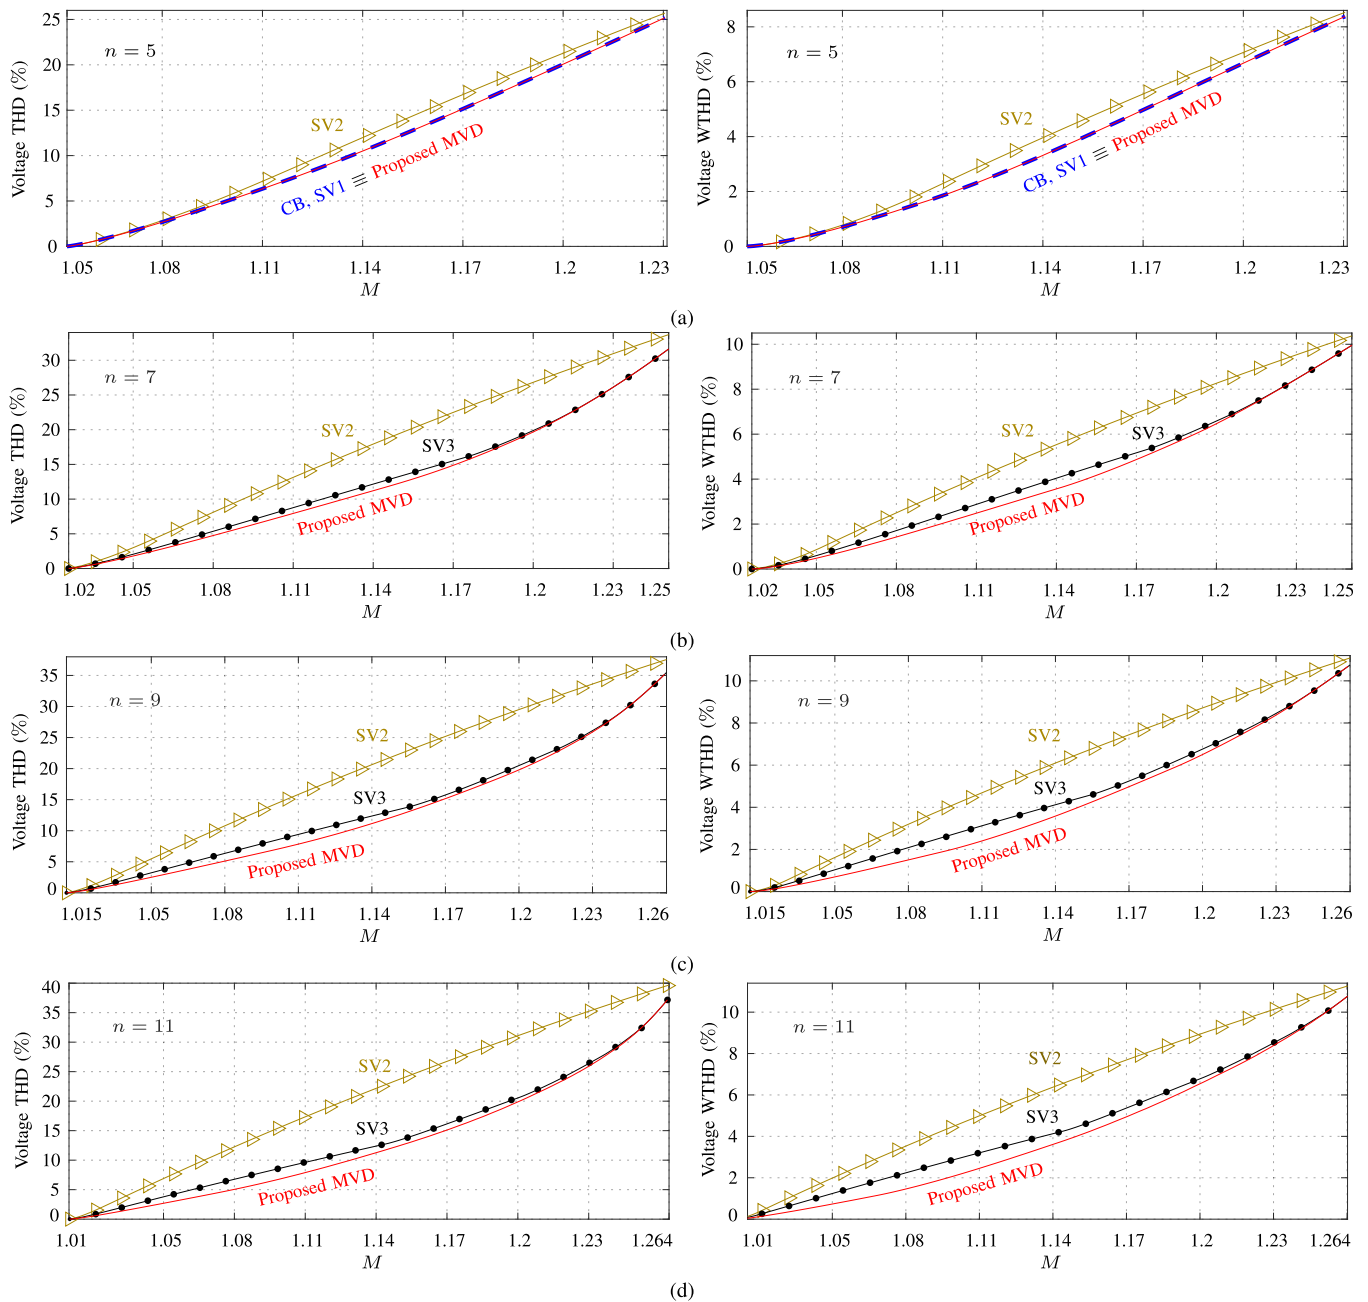 Voltage THD (%)
25
20
15
10
5
0
n = 5
SV2
CB, SV1 ≡ Proposed MVD
1.05 1.08 1.11 1.14 1.17 1.2 1.23
M
Voltage WTHD (%)
8
6
4
2
0
n = 5
SV2
CB, SV1 ≡ Proposed MVD
1.05 1.08 1.11 1.14 1.17 1.2 1.23
M
(a)
Voltage THD (%)
30
25
20
15
10
5
0
n = 7
SV2
SV3
Proposed MVD
1.02 1.05 1.08 1.11 1.14 1.17 1.2 1.23 1.25
M
Voltage WTHD (%)
10
8
6
4
2
0
n = 7
SV2
SV3
Proposed MVD
1.02 1.05 1.08 1.11 1.14 1.17 1.2 1.23 1.25
M
(b)
Voltage THD (%)
35
30
25
20
15
10
5
0
n = 9
SV2
SV3
Proposed MVD
1.015 1.05 1.08 1.11 1.14 1.17 1.2 1.23 1.26
M
Voltage WTHD (%)
10
8
6
4
2
0
n = 9
SV2
SV3
Proposed MVD
1.015 1.05 1.08 1.11 1.14 1.17 1.2 1.23 1.26
M
(c)
Voltage THD (%)
40
35
30
25
20
15
10
5
0
n = 11
SV2
SV3
Proposed MVD
1.01 1.05 1.08 1.11 1.14 1.17 1.2 1.23 1.264
M
Voltage WTHD (%)
10
8
6
4
2
0
n = 11
SV2
SV3
Proposed MVD
1.01 1.05 1.08 1.11 1.14 1.17 1.2 1.23 1.264
M
(d)